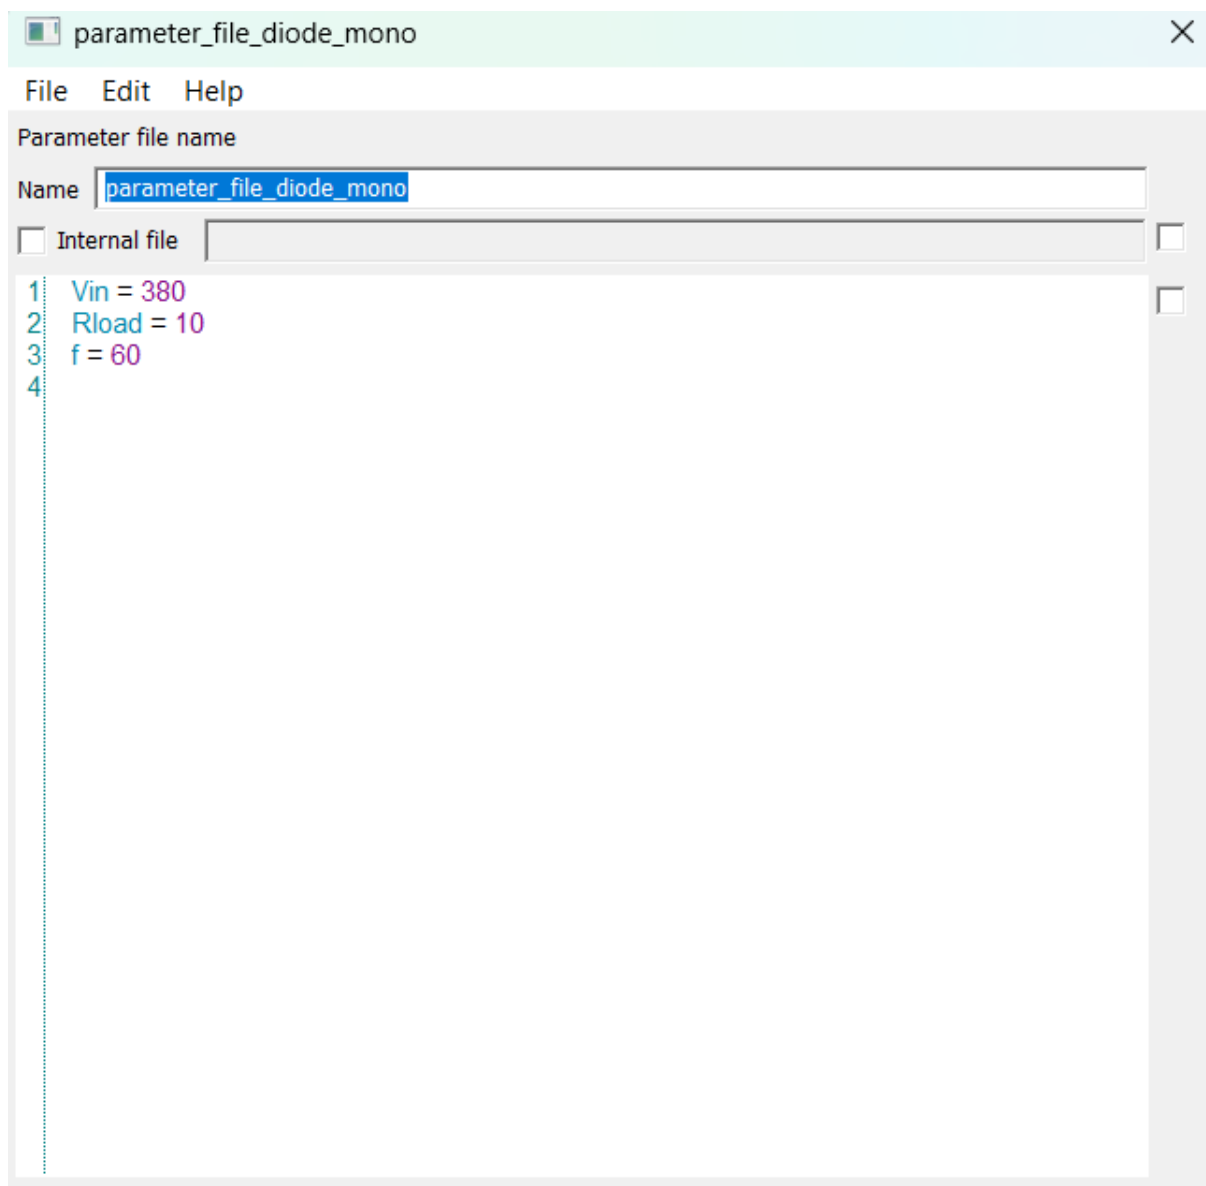 parameter_file_diode_mono
File Edit Help
Parameter file name
Name parameter_file_diode_mono
Internal file
1 Vin = 380
2 Rload = 10
3 f = 60
4